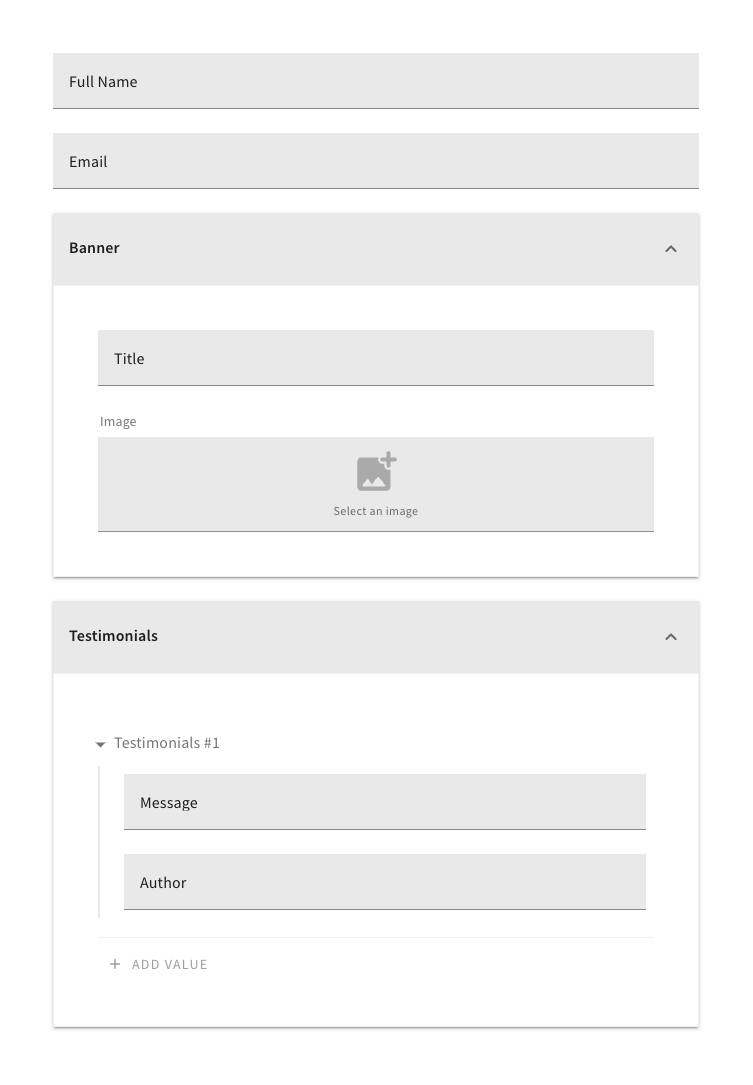 Full Name
Email
Banner
Title
Image
Select an image
Testimonials
Testimonials #1
Message
Author
+ ADD VALUE